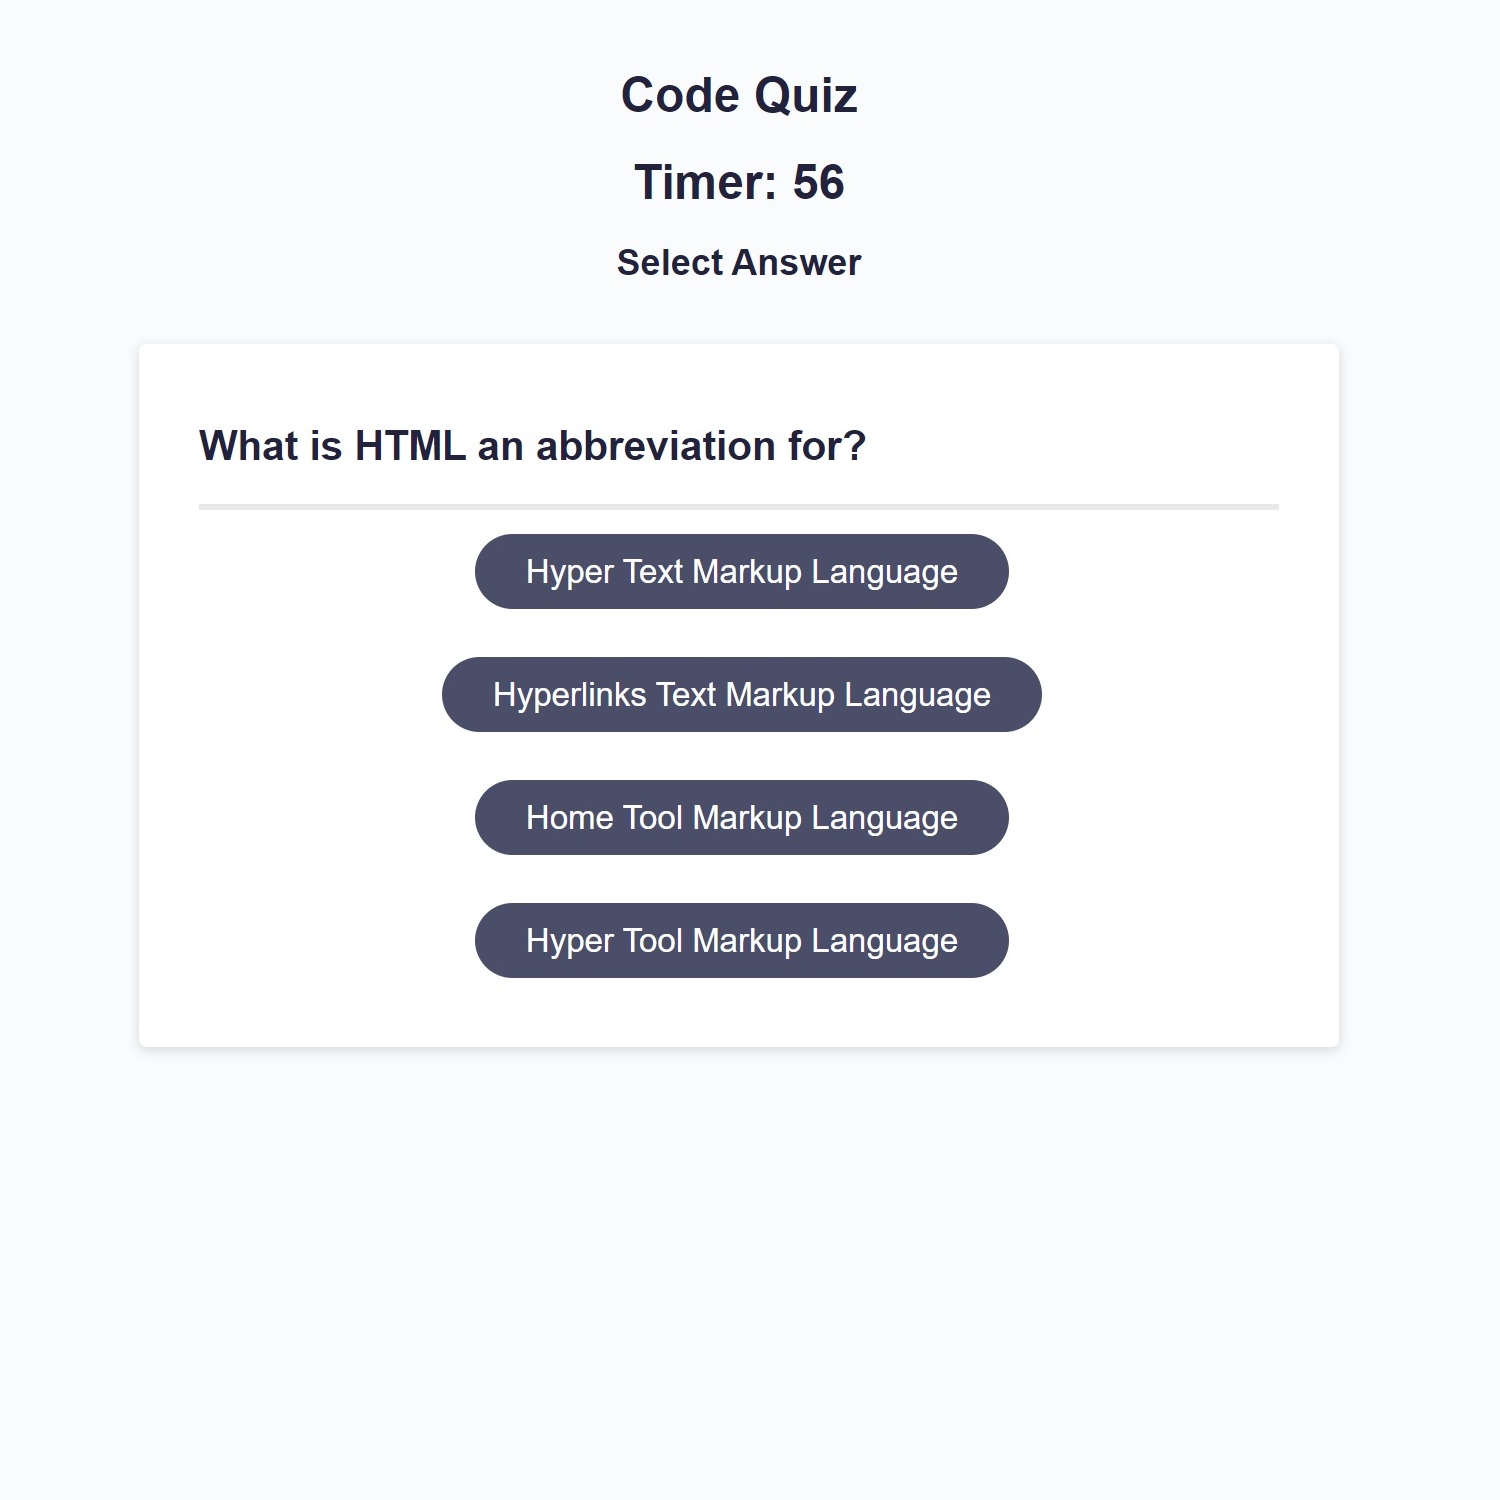 Code Quiz
Timer: 56
Select Answer
What is HTML an abbreviation for?
Hyper Text Markup Language
Hyperlinks Text Markup Language
Home Tool Markup Language
Hyper Tool Markup Language